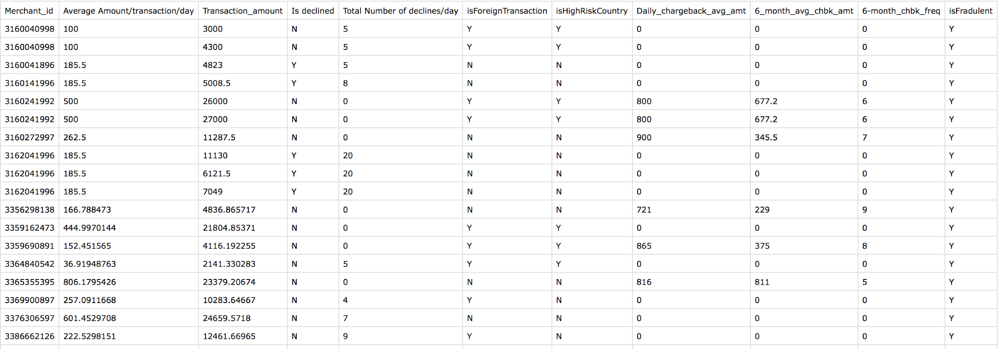 Merchant_id Average Amount/transaction/day Transaction_amount Is declined Total Number of declines/day isForeignTransaction isHighRiskCountry Daily_chargeback_avg_amt 6_month_avg_chbk_amt 6-month_chbk_freq isFradulent
3160040998 100 3000 N 5 Y Y 0 0 0 Y
3160040998 100 4300 N 5 Y Y 0 0 0 Y
3160041896 185.5 4823 Y 5 N N 0 0 0 Y
3160141996 185.5 5008.5 Y 8 N N 0 0 0 Y
3160241992 500 26000 N 0 Y Y 800 677.2 6 Y
3160241992 500 27000 N 0 Y Y 800 677.2 6 Y
3160272997 262.5 11287.5 N 0 N N 900 345.5 7 Y
3162041996 185.5 11130 Y 20 N N 0 0 0 Y
3162041996 185.5 6121.5 Y 20 N N 0 0 0 Y
3162041996 185.5 7049 Y 20 N N 0 0 0 Y
3356298138 166.788473 4836.865717 N 0 N N 721 229 9 Y
3359162473 444.9970144 21804.85371 N 0 Y Y 0 0 0 Y
3359690891 152.451565 4116.192255 N 0 Y Y 865 375 8 Y
3364840542 36.91948763 2141.330283 N 5 Y Y 0 0 0 Y
3365355395 806.1795426 23379.20674 N 0 N N 816 811 5 Y
3369900897 257.0911668 10283.64667 N 4 Y N 0 0 0 Y
3376306597 601.4529708 24659.5718 N 7 N N 0 0 0 Y
3386662126 222.5298151 12461.66965 N 9 Y N 0 0 0 Y